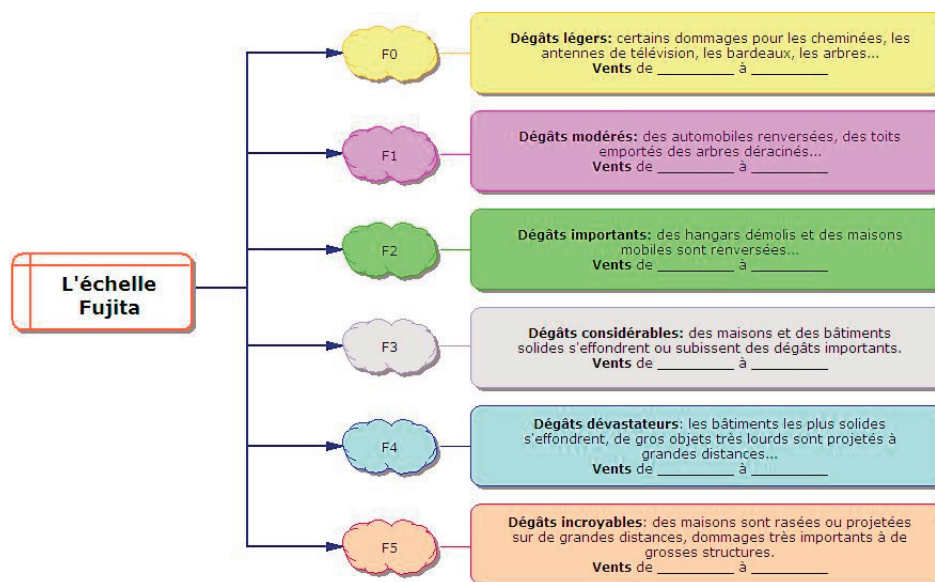 L'échelle
Fujita
F0
Dégâts légers: certains dommages pour les cheminées, les
antennes de télévision, les bardeaux, les arbres...
Vents de __________ à __________
F1
Dégâts modérés: des automobiles renversées, des toits
emportés des arbres déracinés...
Vents de __________ à __________
F2
Dégâts importants: des hangars démolis et des maisons
mobiles sont renversées...
Vents de __________ à __________
F3
Dégâts considérables: des maisons et des bâtiments
solides s'effondrent ou subissent des dégâts importants.
Vents de __________ à __________
F4
Dégâts dévastateurs: les bâtiments les plus solides
s'effondrent, de gros objets très lourds sont projetés à
grandes distances...
Vents de __________ à __________
F5
Dégâts incroyables: des maisons sont rasées ou projetées
sur de grandes distances, dommages très importants à de
grosses structures.
Vents de __________ à __________